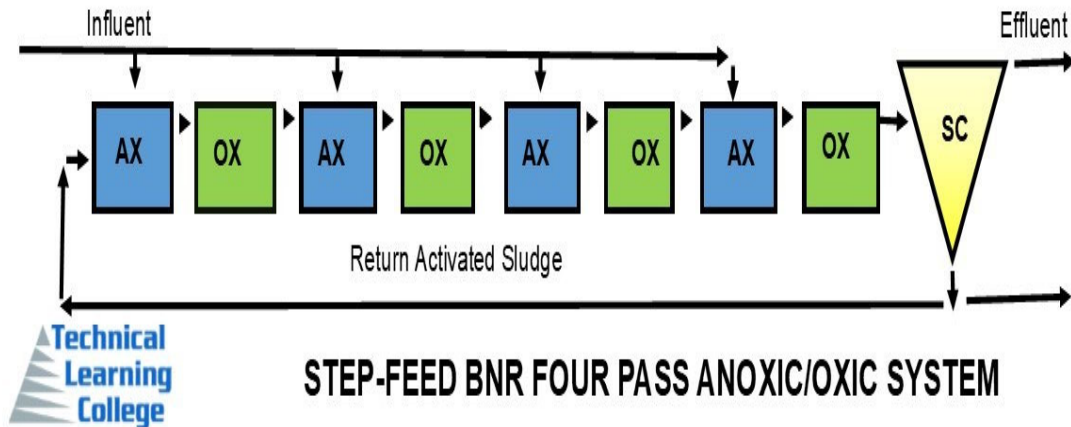 Influent
Effluent
AX
OX
AX
OX
AX
OX
AX
OX
SC
Return Activated Sludge
Technical
Learning
College
STEP-FEED BNR FOUR PASS ANOXIC/OXIC SYSTEM